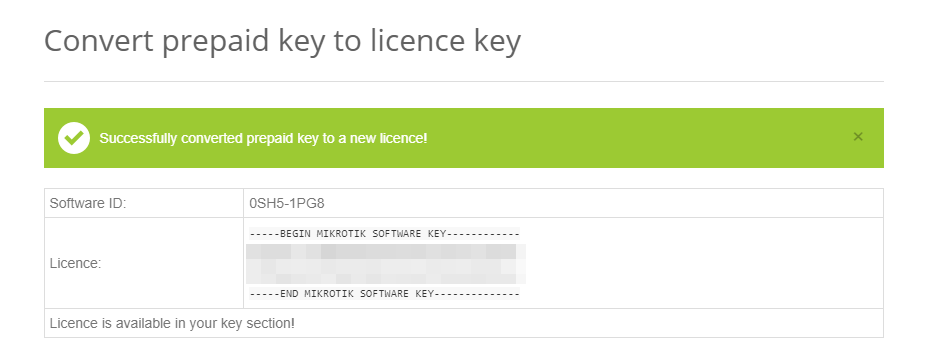 Convert prepaid key to licence key
Successfully converted prepaid key to a new licence! ×
Software ID: 0SH5-1PG8
-----BEGIN MIKROTIK SOFTWARE KEY------------
Licence:
-----END MIKROTIK SOFTWARE KEY--------------
Licence is available in your key section!